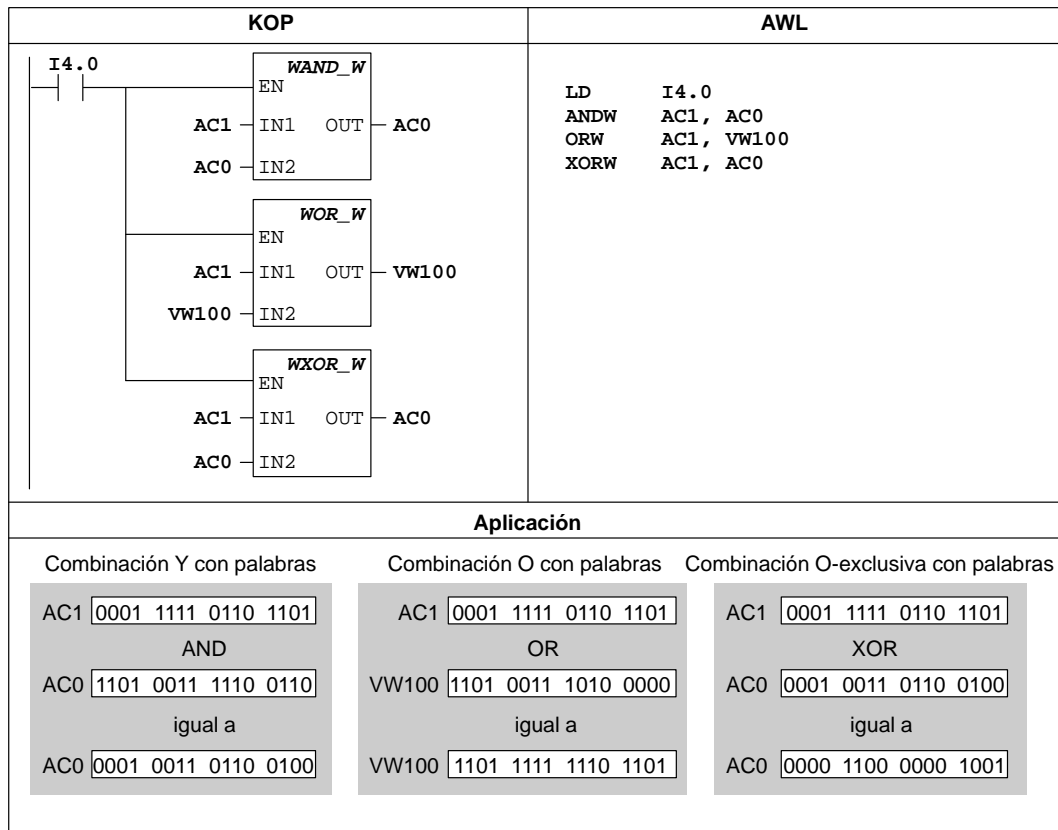 KOP
AWL
I4.0
WAND_W
EN
AC1 IN1 OUT AC0
AC0 IN2
WOR_W
EN
AC1 IN1 OUT VW100
VW100 IN2
WXOR_W
EN
AC1 IN1 OUT AC0
AC0 IN2
LD I4.0
ANDW AC1, AC0
ORW AC1, VW100
XORW AC1, AC0
Aplicación
Combinación Y con palabras
AC1 0001 1111 0110 1101
AND
AC0 1101 0011 1110 0110
igual a
AC0 0001 0011 0110 0100
Combinación O con palabras
AC1 0001 1111 0110 1101
OR
VW100 1101 0011 1010 0000
igual a
VW100 1101 1111 1110 1101
Combinación O-exclusiva con palabras
AC1 0001 1111 0110 1101
XOR
AC0 0001 0011 0110 0100
igual a
AC0 0000 1100 0000 1001